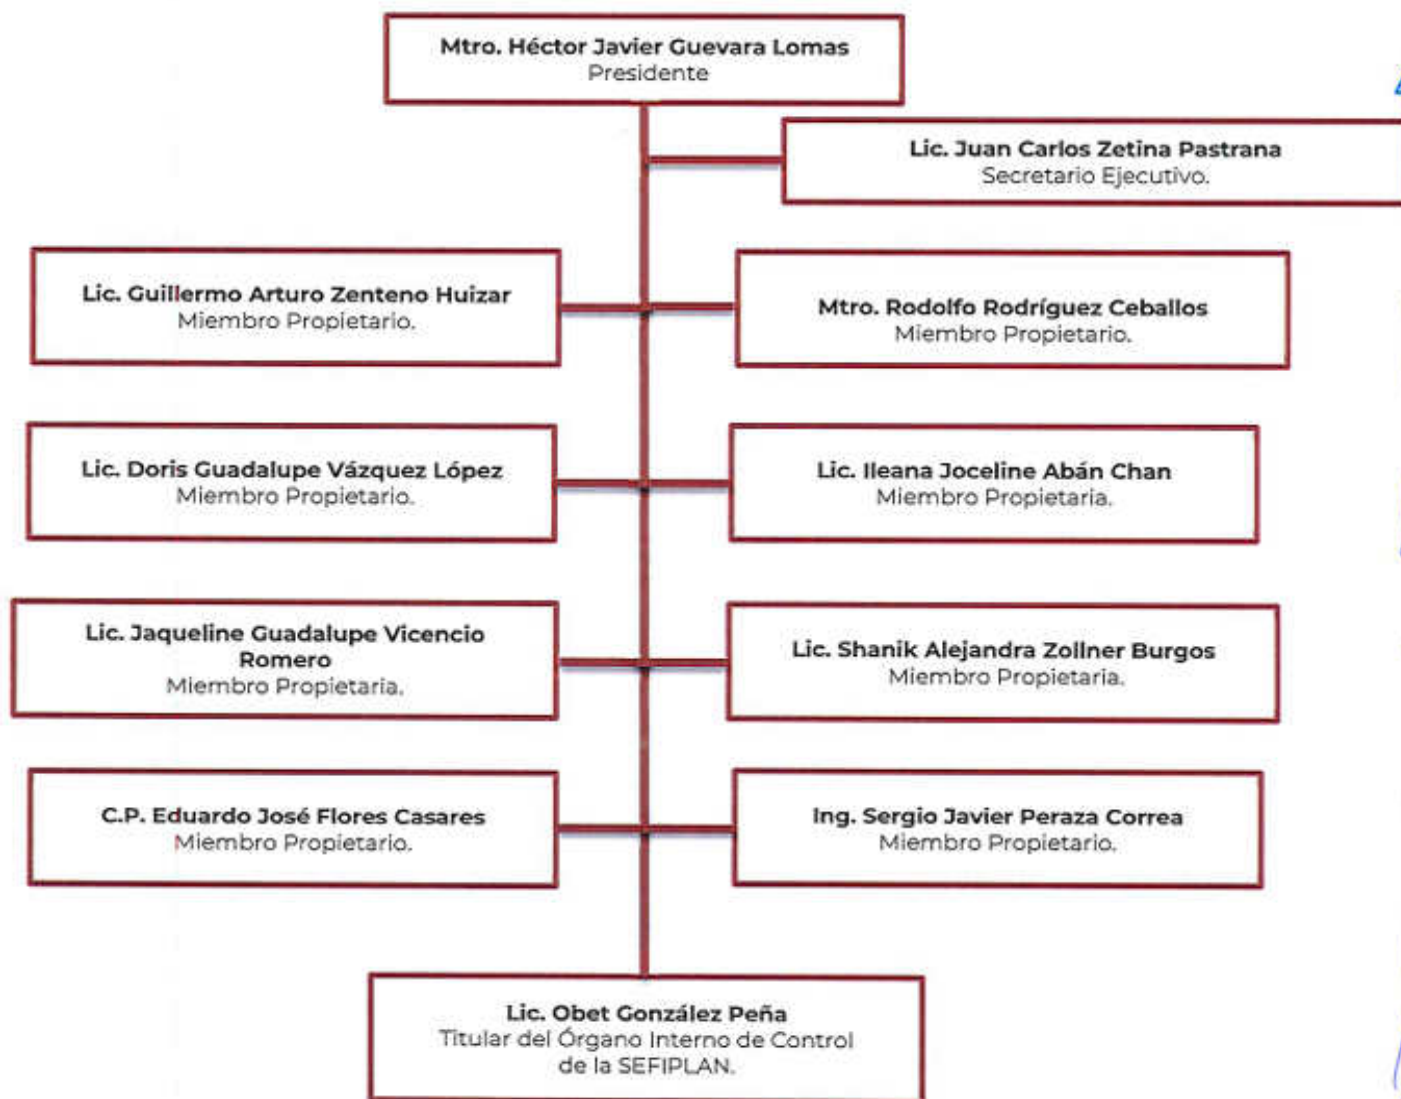 Mtro. Héctor Javier Guevara Lomas
Presidente
Lic. Juan Carlos Zetina Pastrana
Secretario Ejecutivo.
Lic. Guillermo Arturo Zenteno Huizar
Miembro Propietario.
Mtro. Rodolfo Rodríguez Ceballos
Miembro Propietario.
Lic. Doris Guadalupe Vázquez López
Miembro Propietario.
Lic. Ileana Joceline Abán Chan
Miembro Propietaria.
Lic. Jaqueline Guadalupe Vicencio
Romero
Miembro Propietaria.
Lic. Shanik Alejandra Zollner Burgos
Miembro Propietaria.
C.P. Eduardo José Flores Casares
Miembro Propietario.
Ing. Sergio Javier Peraza Correa
Miembro Propietario.
Lic. Obet González Peña
Titular del Órgano Interno de Control
de la SEFIPLAN.